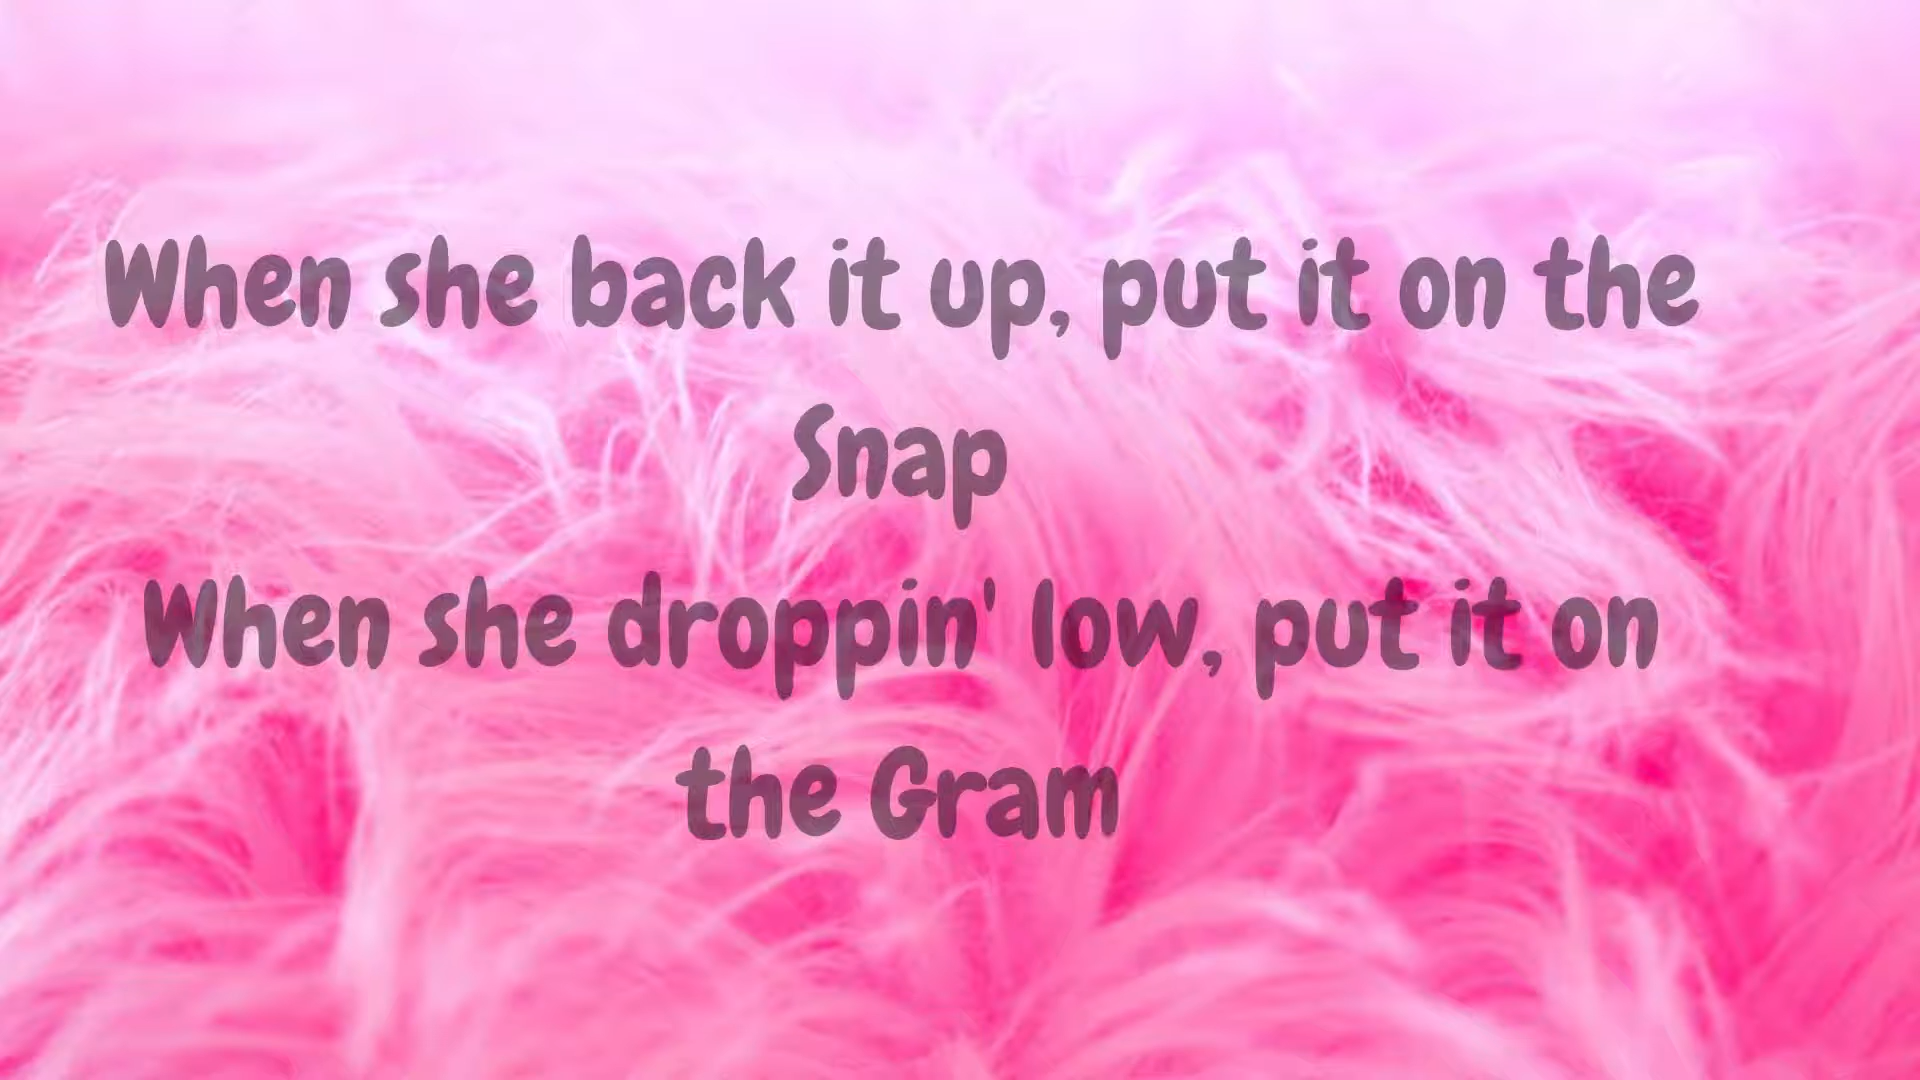 When she back it up, put it on the
Snap
When she droppin' low, put it on
the Gram